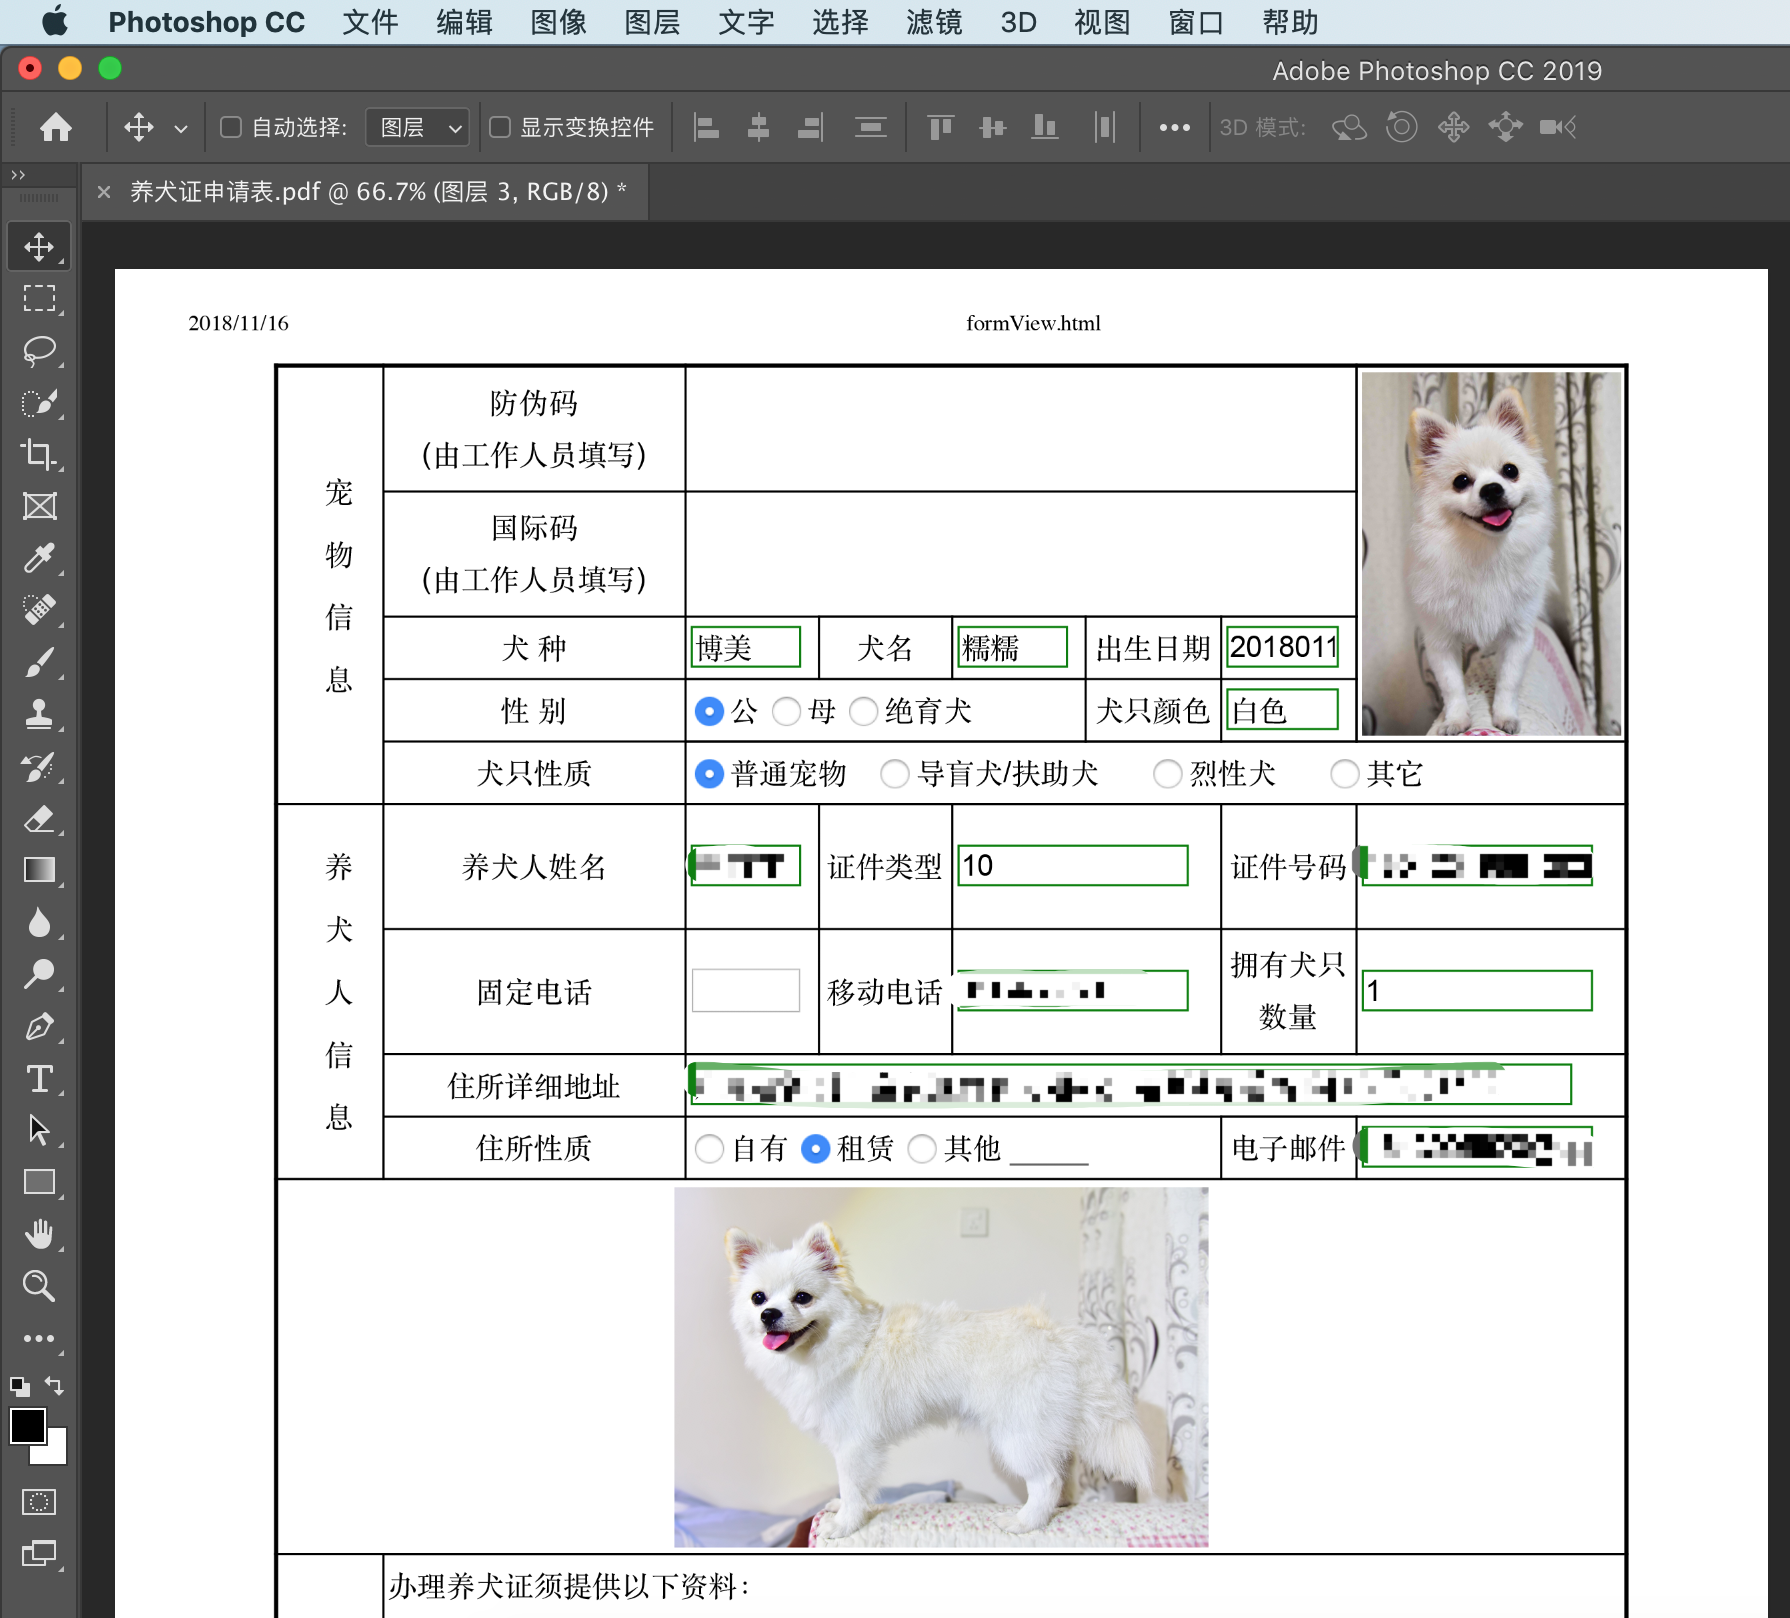 Photoshop CC 文件 编辑 图像 图层 文字 选择 滤镜 3D 视图 窗口 帮助
Adobe Photoshop CC 2019
自动选择: 图层 显示变换控件 3D 模式:
养犬证申请表.pdf @ 66.7% (图层 3, RGB/8) *
2018/11/16 formView.html
宠物信息
防伪码
(由工作人员填写)
国际码
(由工作人员填写)
犬 种 博美 犬名 糯糯 出生日期 2018011
性 别 公 母 绝育犬 犬只颜色 白色
犬只性质 普通宠物 导盲犬/扶助犬 烈性犬 其它
养犬人信息
养犬人姓名 证件类型 10 证件号码
固定电话 移动电话 拥有犬只
数量 1
住所详细地址
住所性质 自有 租赁 其他 电子邮件
办理养犬证须提供以下资料：